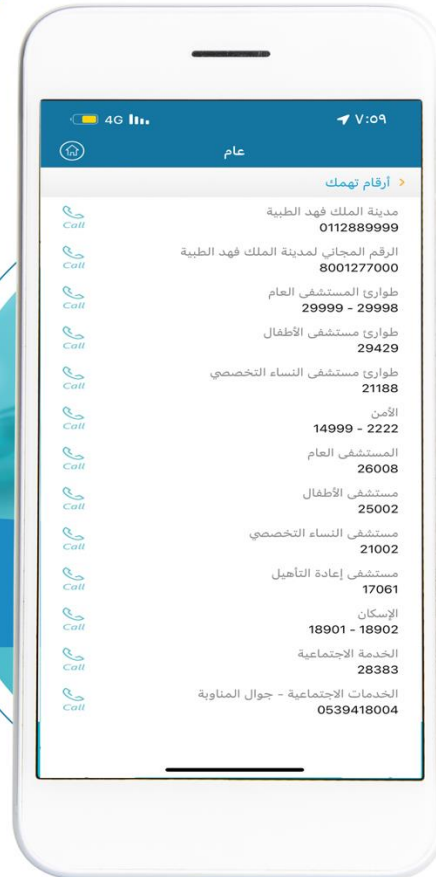 4G
٧:٥٩
عام
أرقام تهمك
مدينة الملك فهد الطبية
0112889999
Call
الرقم المجاني لمدينة الملك فهد الطبية
8001277000
Call
طوارئ المستشفى العام
29999 - 29998
Call
طوارئ مستشفى الأطفال
29429
Call
طوارئ مستشفى النساء التخصصي
21188
Call
الأمن
14999 - 2222
Call
المستشفى العام
26008
Call
مستشفى الأطفال
25002
Call
مستشفى النساء التخصصي
21002
Call
مستشفى إعادة التأهيل
17061
Call
الإسكان
18901 - 18902
Call
الخدمة الاجتماعية
28383
Call
الخدمات الاجتماعية - جوال المناوبة
0539418004
Call